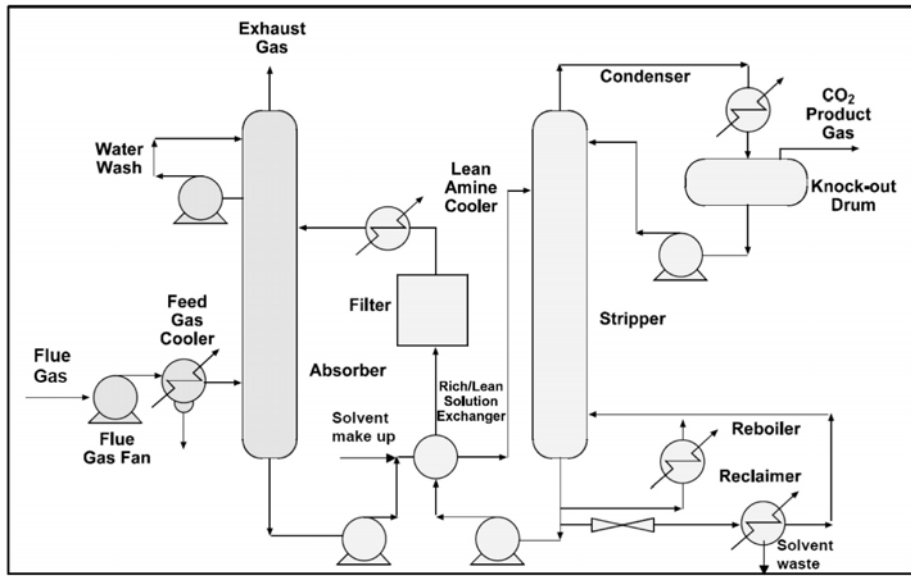 Exhaust
Gas
Condenser
CO₂
Product
Gas
Water
Wash
Lean
Amine
Cooler
Knock-out
Drum
Feed
Gas
Cooler
Filter
Stripper
Flue
Gas
Absorber
Rich/Lean
Solution
Exchanger
Flue
Gas Fan
Solvent
make up
Reboiler
Reclaimer
Solvent
waste